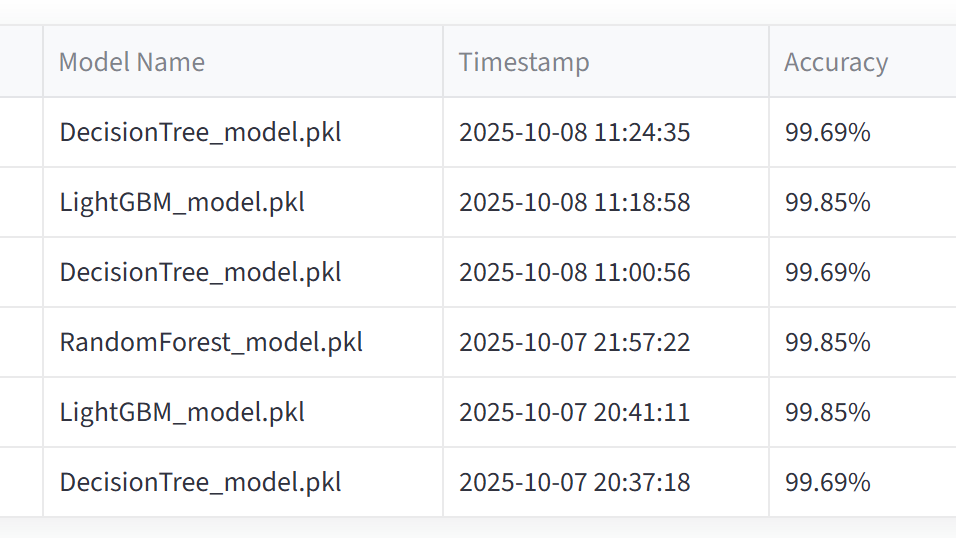 Model Name Timestamp Accuracy
DecisionTree_model.pkl 2025-10-08 11:24:35 99.69%
LightGBM_model.pkl 2025-10-08 11:18:58 99.85%
DecisionTree_model.pkl 2025-10-08 11:00:56 99.69%
RandomForest_model.pkl 2025-10-07 21:57:22 99.85%
LightGBM_model.pkl 2025-10-07 20:41:11 99.85%
DecisionTree_model.pkl 2025-10-07 20:37:18 99.69%